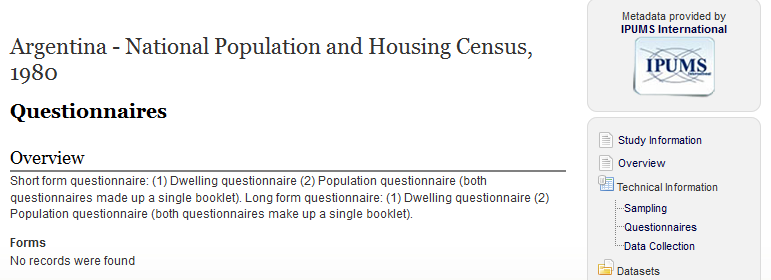 Argentina - National Population and Housing Census,
1980
Questionnaires
Overview
Short form questionnaire: (1) Dwelling questionnaire (2) Population questionnaire (both
questionnaires made up a single booklet). Long form questionnaire: (1) Dwelling questionnaire (2)
Population questionnaire (both questionnaires make up a single booklet).
Forms
No records were found
Metadata provided by
IPUMS International
IPUMS
International
Study Information
Overview
Technical Information
Sampling
Questionnaires
Data Collection
Datasets